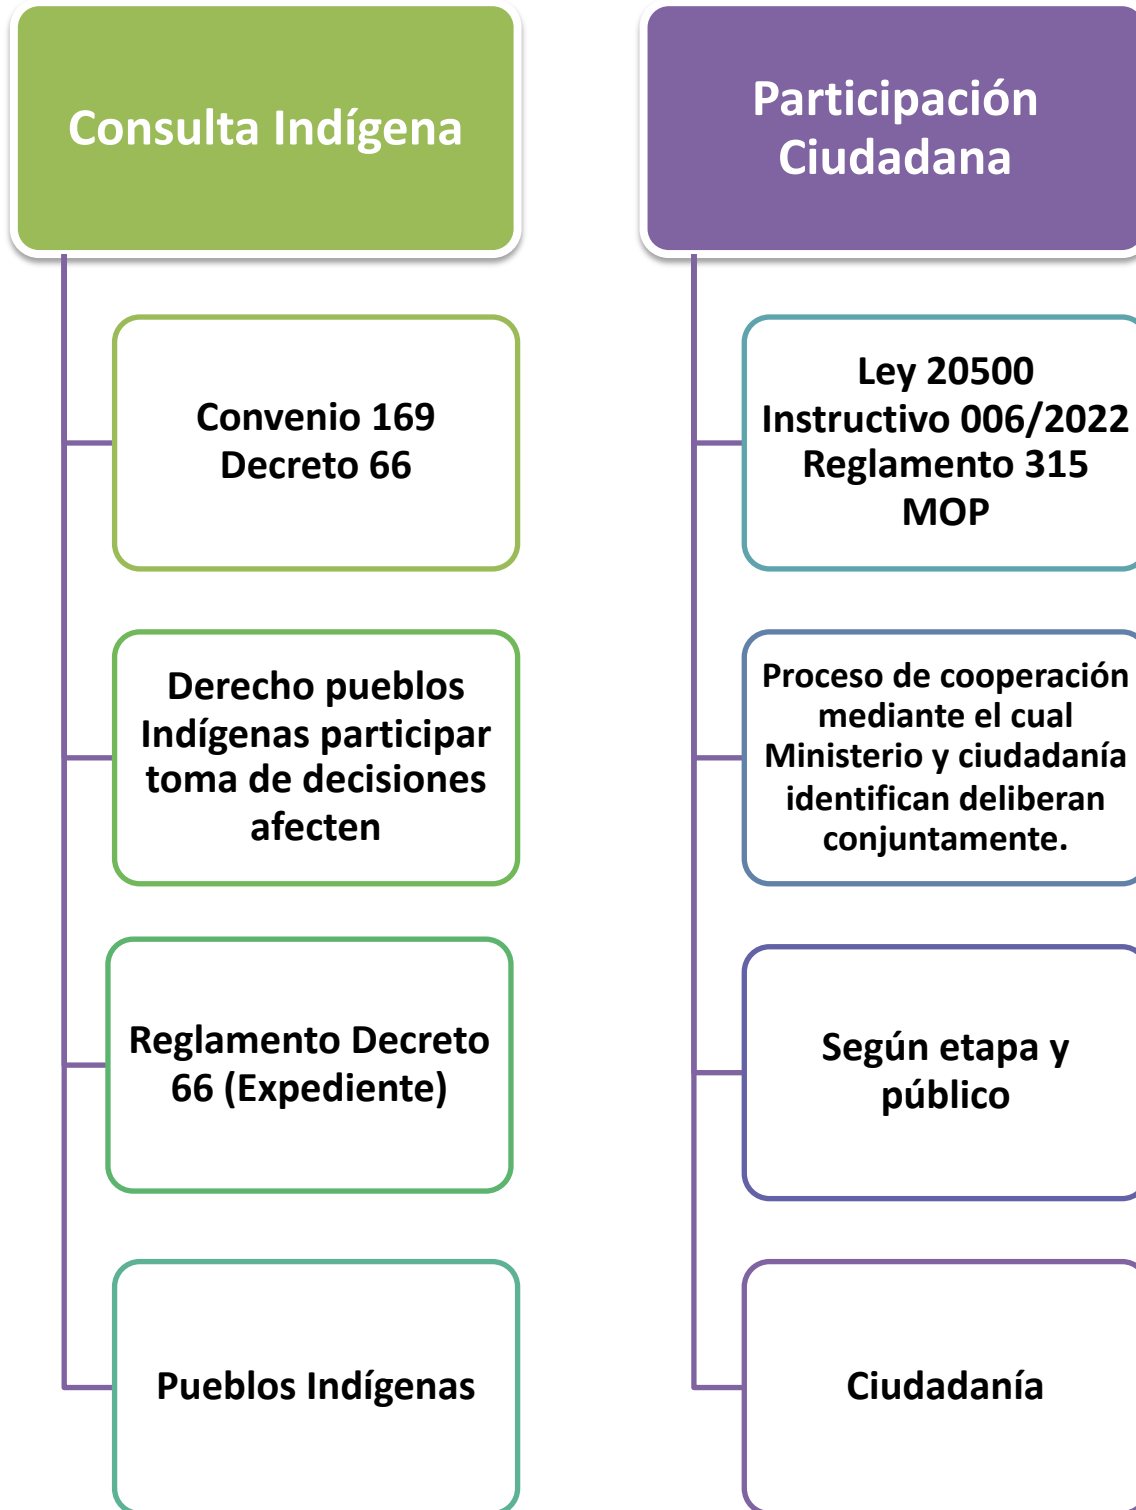 Consulta Indígena
Convenio 169
Decreto 66
Derecho pueblos
Indígenas participar
toma de decisiones
afecten
Reglamento Decreto
66 (Expediente)
Pueblos Indígenas
Participación
Ciudadana
Ley 20500
Instructivo 006/2022
Reglamento 315
MOP
Proceso de cooperación
mediante el cual
Ministerio y ciudadanía
identifican deliberan
conjuntamente.
Según etapa y
público
Ciudadanía